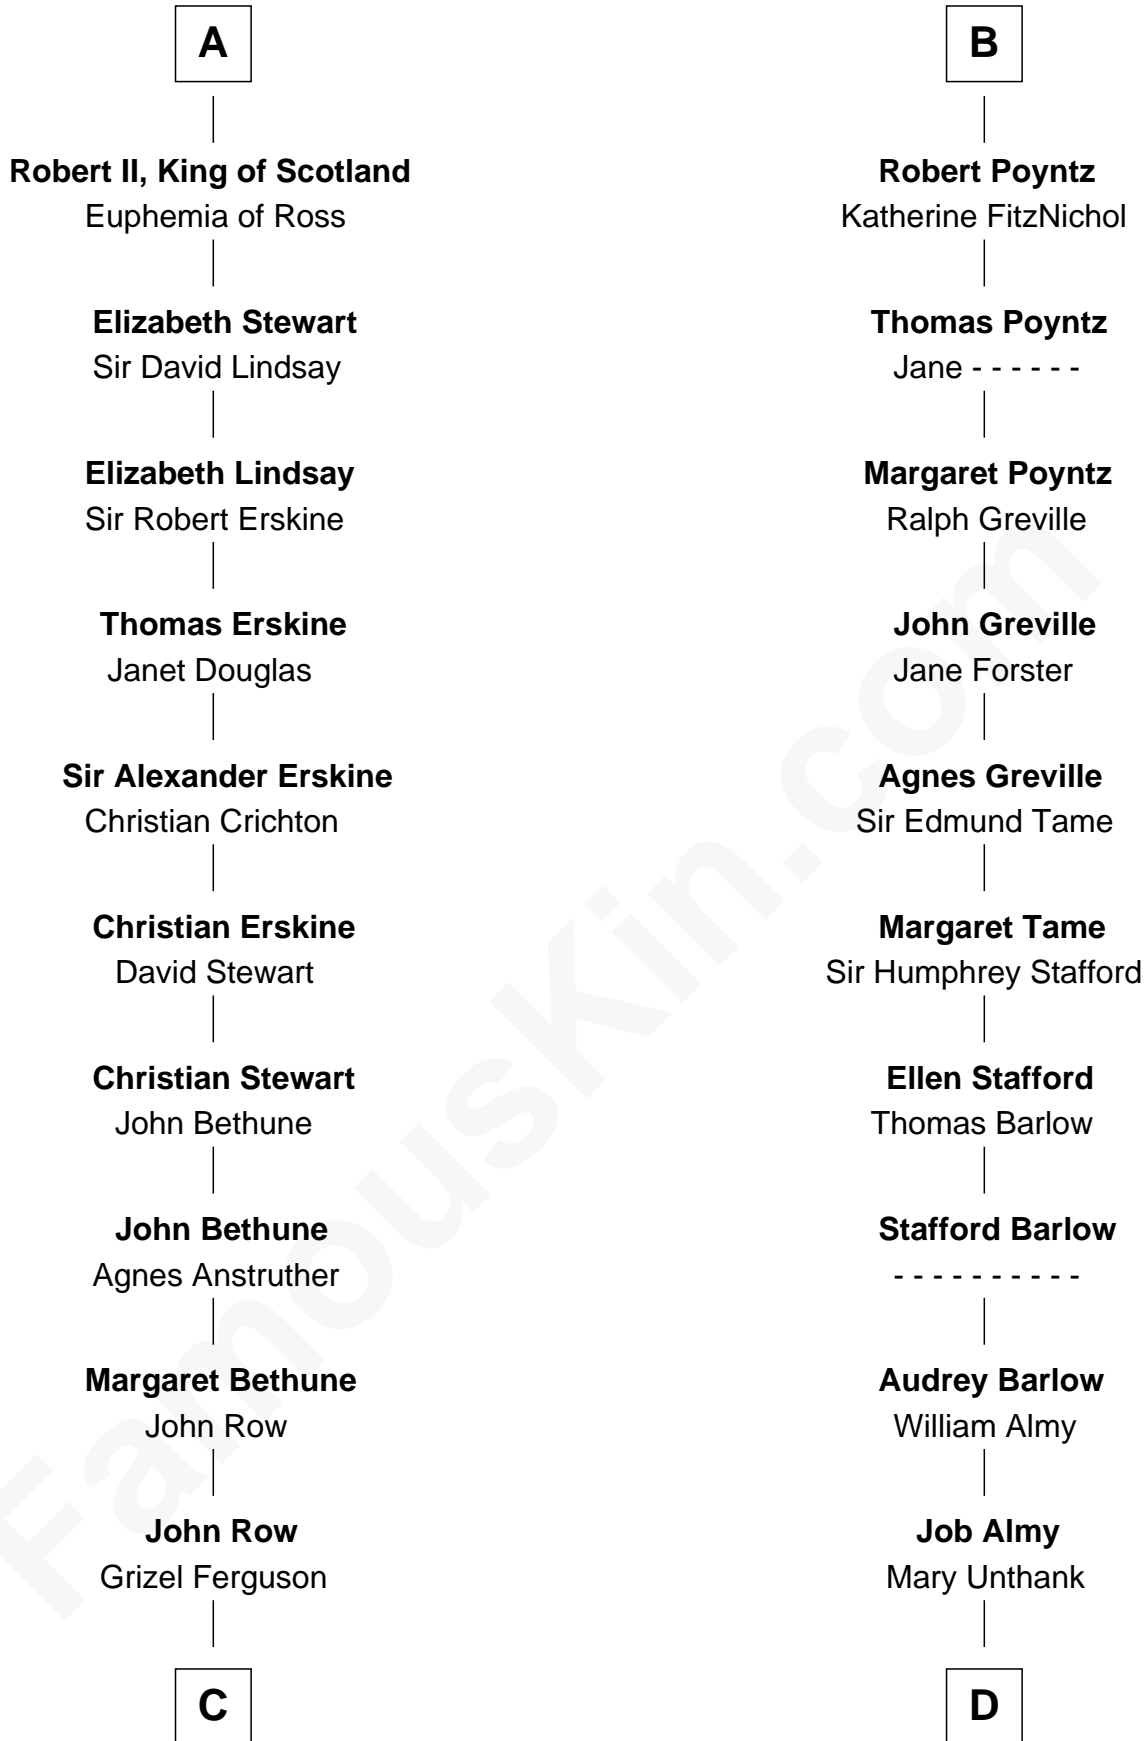 A
Robert II, King of Scotland
Euphemia of Ross
Elizabeth Stewart
Sir David Lindsay
Elizabeth Lindsay
Sir Robert Erskine
Thomas Erskine
Janet Douglas
Sir Alexander Erskine
Christian Crichton
Christian Erskine
David Stewart
Christian Stewart
John Bethune
John Bethune
Agnes Anstruther
Margaret Bethune
John Row
John Row
Grizel Ferguson
C
B
Robert Poyntz
Katherine FitzNichol
Thomas Poyntz
Jane - - - - - -
Margaret Poyntz
Ralph Greville
John Greville
Jane Forster
Agnes Greville
Sir Edmund Tame
Margaret Tame
Sir Humphrey Stafford
Ellen Stafford
Thomas Barlow
Stafford Barlow
- - - - - - - - - -
Audrey Barlow
William Almy
Job Almy
Mary Unthank
D
FamousKin.com